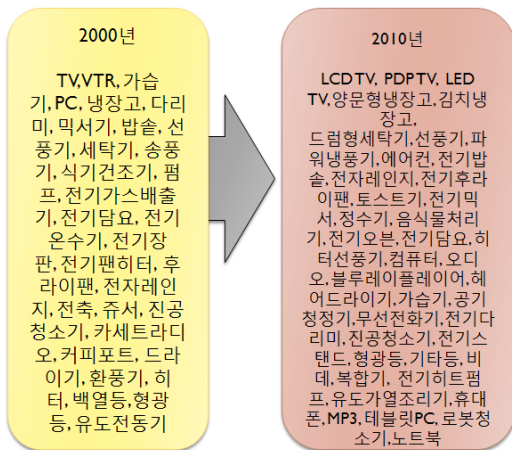 2000년
TV,VTR, 가습
기, PC, 냉장고, 다리
미, 믹서기, 밥솥, 선
풍기, 세탁기, 송풍
기, 식기건조기, 펌
프, 전기가스배출
기, 전기담요, 전기
온수기, 전기장
판, 전기팬히터, 후
라이팬, 전자레인
지, 전축, 쥬서, 진공
청소기, 카세트라디
오, 커피포트, 드라
이기, 환풍기, 히
터, 백열등,형광
등, 유도전동기
2010년
LCD TV, PDP TV, LED
TV,양문형냉장고,김치냉
장고,
드럼형세탁기,선풍기,파
워냉풍기,에어컨,전기밥
솥,전자레인지,전기후라
이팬,토스트기,전기믹
서,정수기,음식물처리
기,전기오븐,전기담요,히
터선풍기,컴퓨터,오디
오,블루레이플레이어,헤
어드라이기,가습기,공기
청정기,무선전화기,전기다
리미,진공청소기,전기스
탠드,형광등,기타등,비
데,복합기, 전기히트펌
프,유도가열조리기,휴대
폰,MP3,테블릿PC,로봇청
소기,노트북